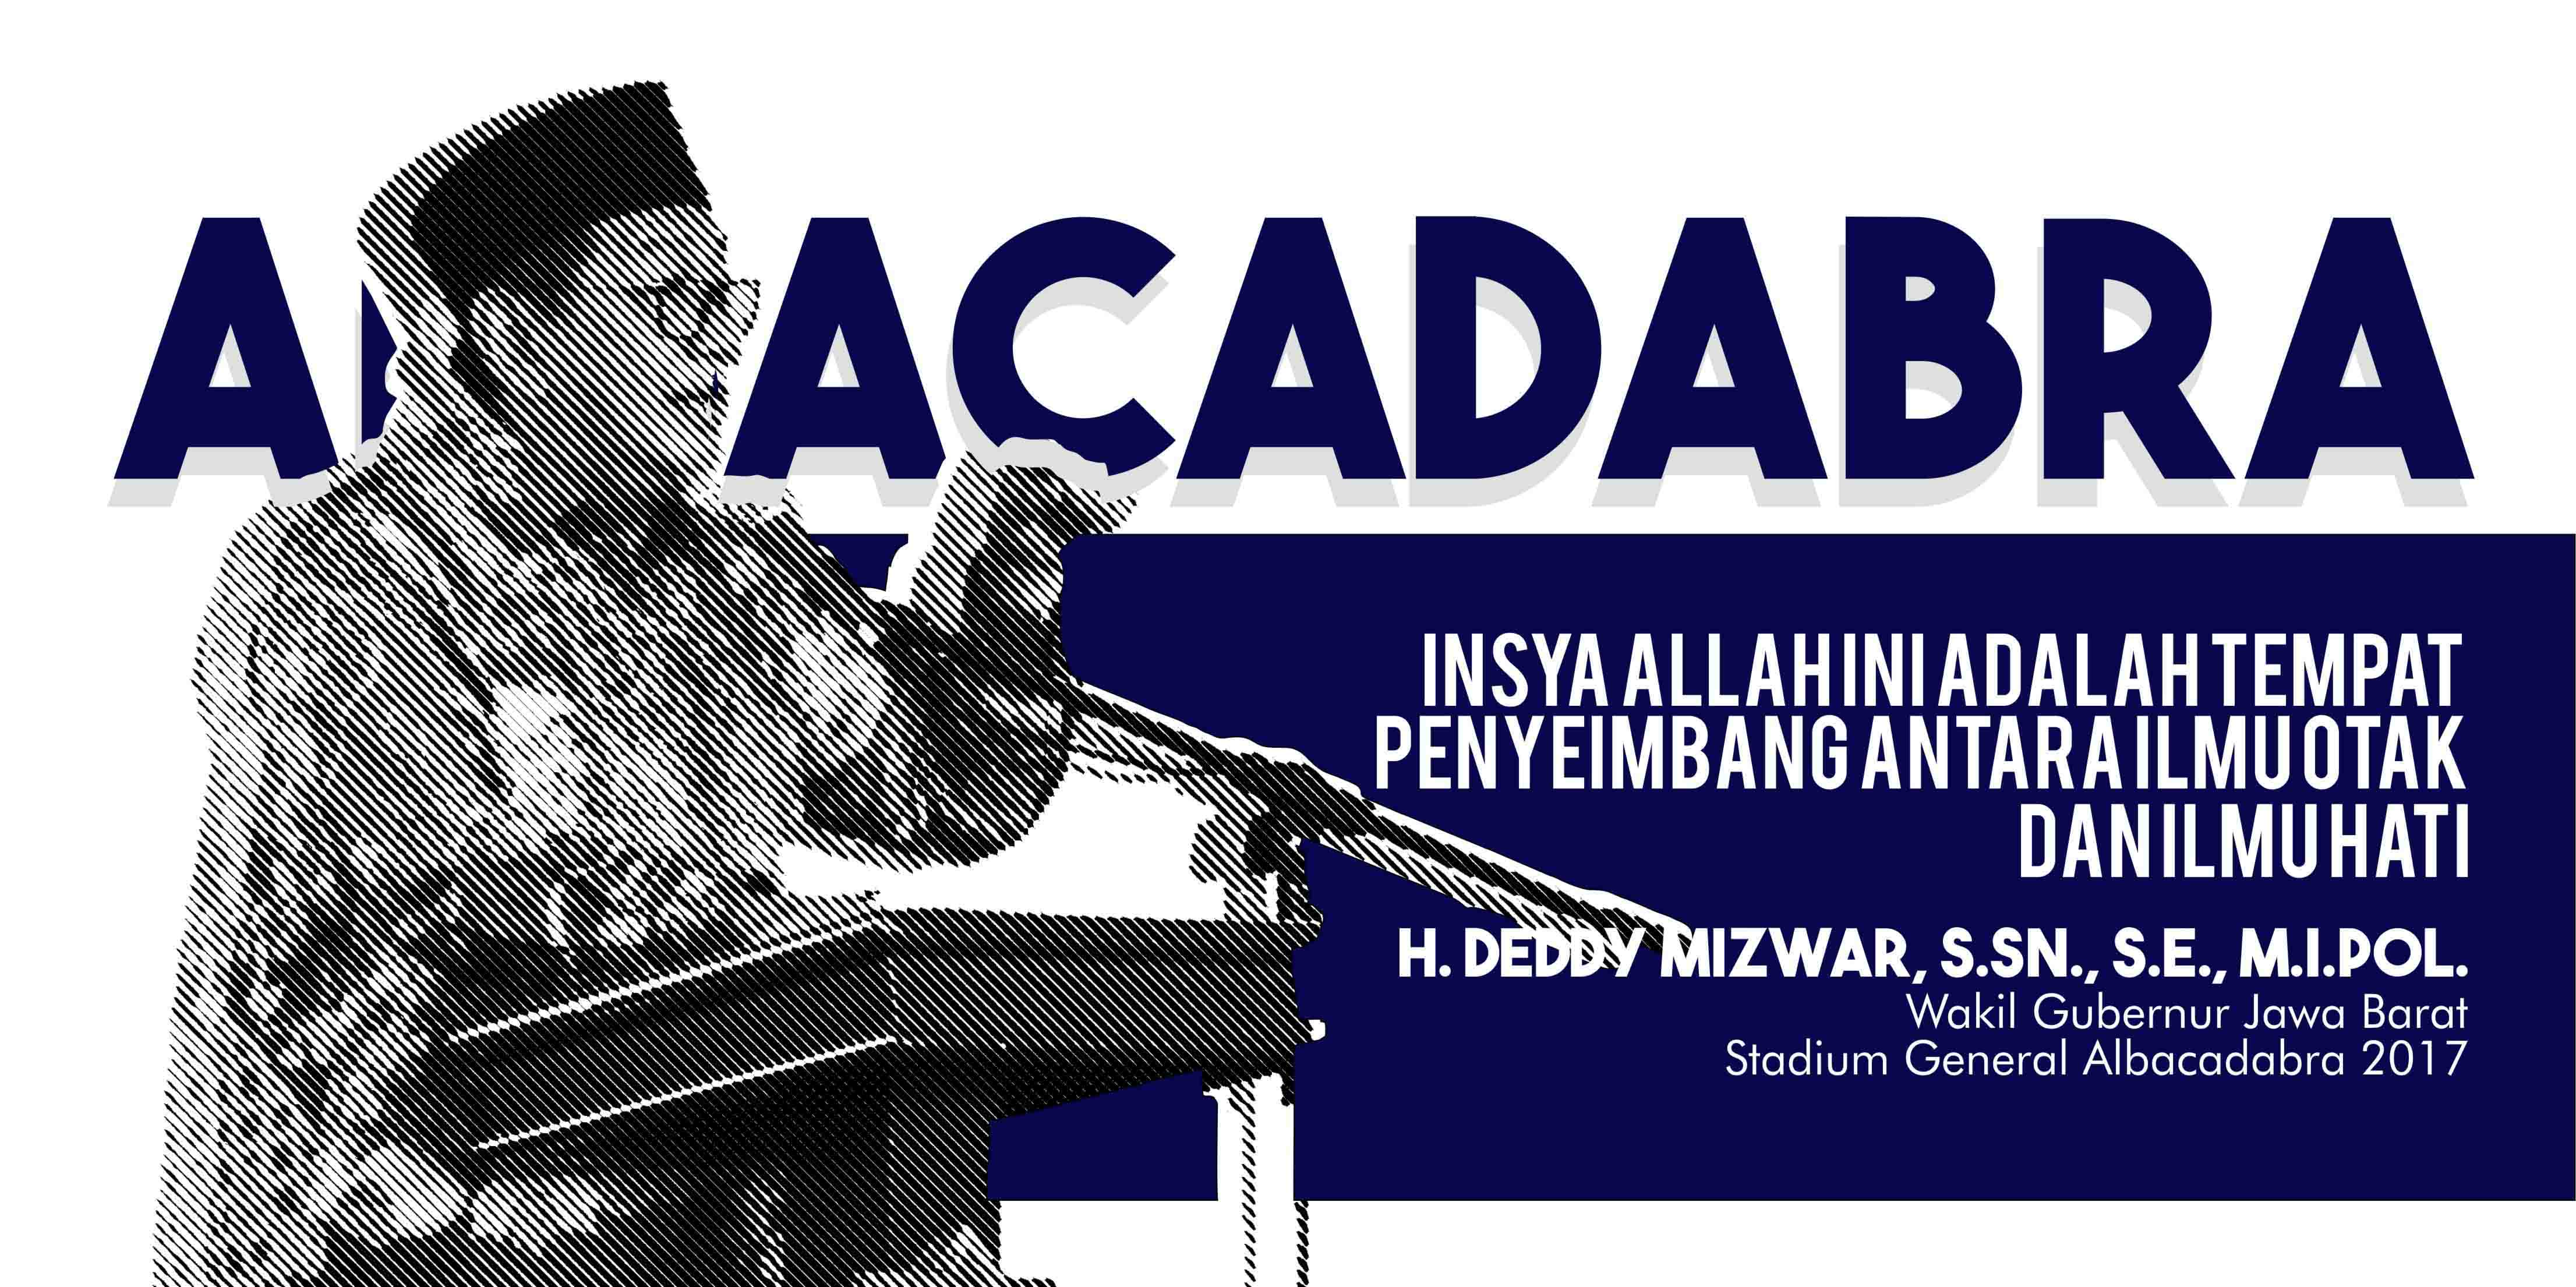 ALBACADABRA
INSYA ALLAH INI ADALAH TEMPAT
PENYEIMBANG ANTARA ILMU OTAK
DAN ILMU HATI
H. DEDDY MIZWAR, S.SN., S.E., M.I.POL.
Wakil Gubernur Jawa Barat
Stadium General Albacadabra 2017